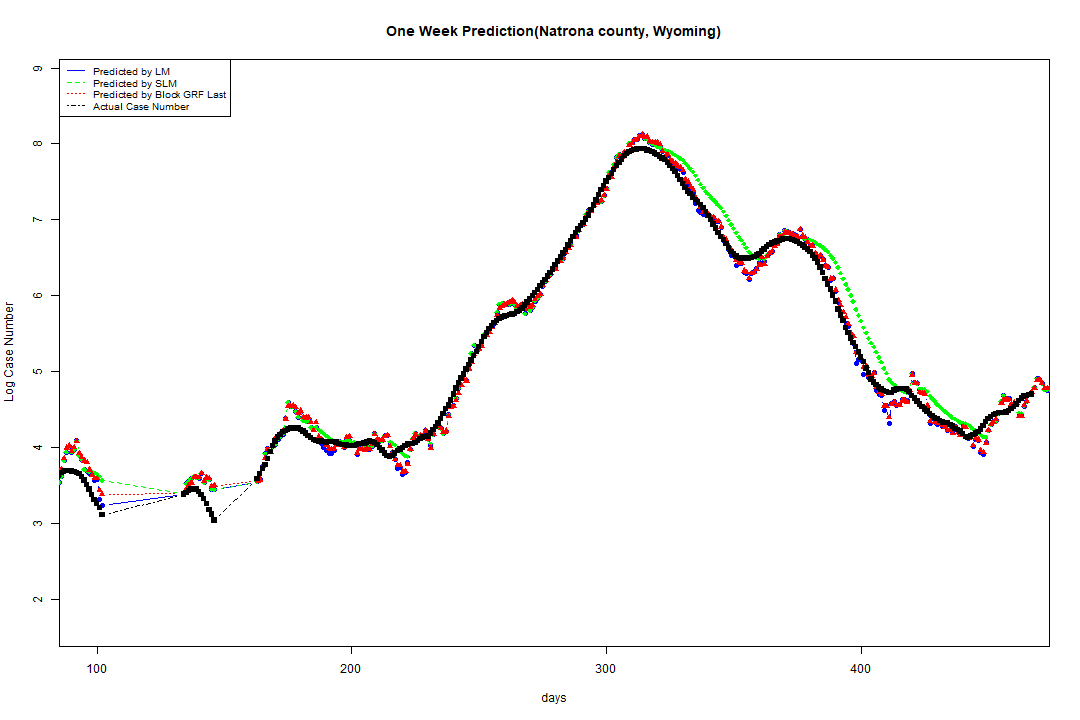 One Week Prediction(Natrona county, Wyoming)
Predicted by LM
Predicted by SLM
Predicted by Block GRF Last
Actual Case Number
9
8
7
6
5
4
3
2
Log Case Number
100 200 300 400
days